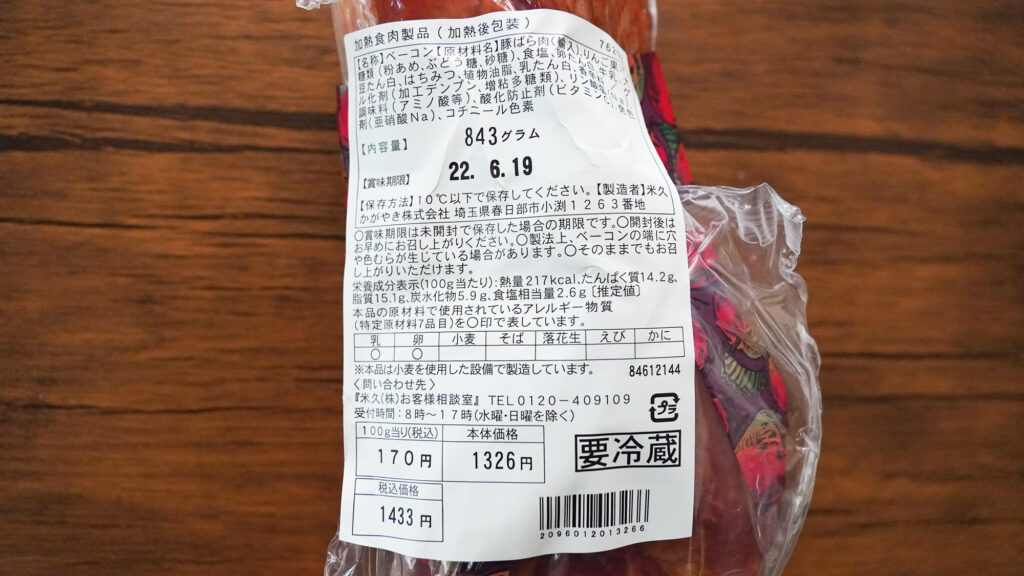 加熱食肉製品(加熱後包装)
【名称】ベーコン【原材料名】豚ばら肉(輸入)、りんご
糖類(粉あめ、ぶどう糖、砂糖)、食塩、
豆たん白、はちみつ、植物油脂、乳たん白
ル化剤(加工デンプン、増粘多糖類)、リン
調味料(アミノ酸等)、酸化防止剤(ビタミンC)、
剤(亜硝酸Na)、コチニール色素
【内容量】 843グラム
【賞味期限】 22. 6.19
【保存方法】10℃以下で保存してください。【製造者】米久
かがやき株式会社 埼玉県春日部市小渕1263番地
○賞味期限は未開封で保存した場合の期限です。○開封後は
お早めにお召し上がりください。○製法上、ベーコンの端に穴
や色むらが生じている場合があります。○そのままでもお召
し上がりいただけます。
栄養成分表示(100g当たり):熱量217kcal、たんぱく質14.2g、
脂質15.1g、炭水化物5.9g、食塩相当量2.6g〔推定値〕
本品の原材料で使用されているアレルギー物質
(特定原材料7品目)を○印で表しています。
乳 卵 小麦 そば 落花生 えび かに
○ ○
※本品は小麦を使用した設備で製造しています。 84612144
〈問い合わせ先〉
『米久(株)お客様相談室』 TEL0120-409109
受付時間:8時~17時(水曜・日曜を除く)
プラ
100g当り(税込) 本体価格
170円 1326円
要冷蔵
税込価格
1433円
2096012013266